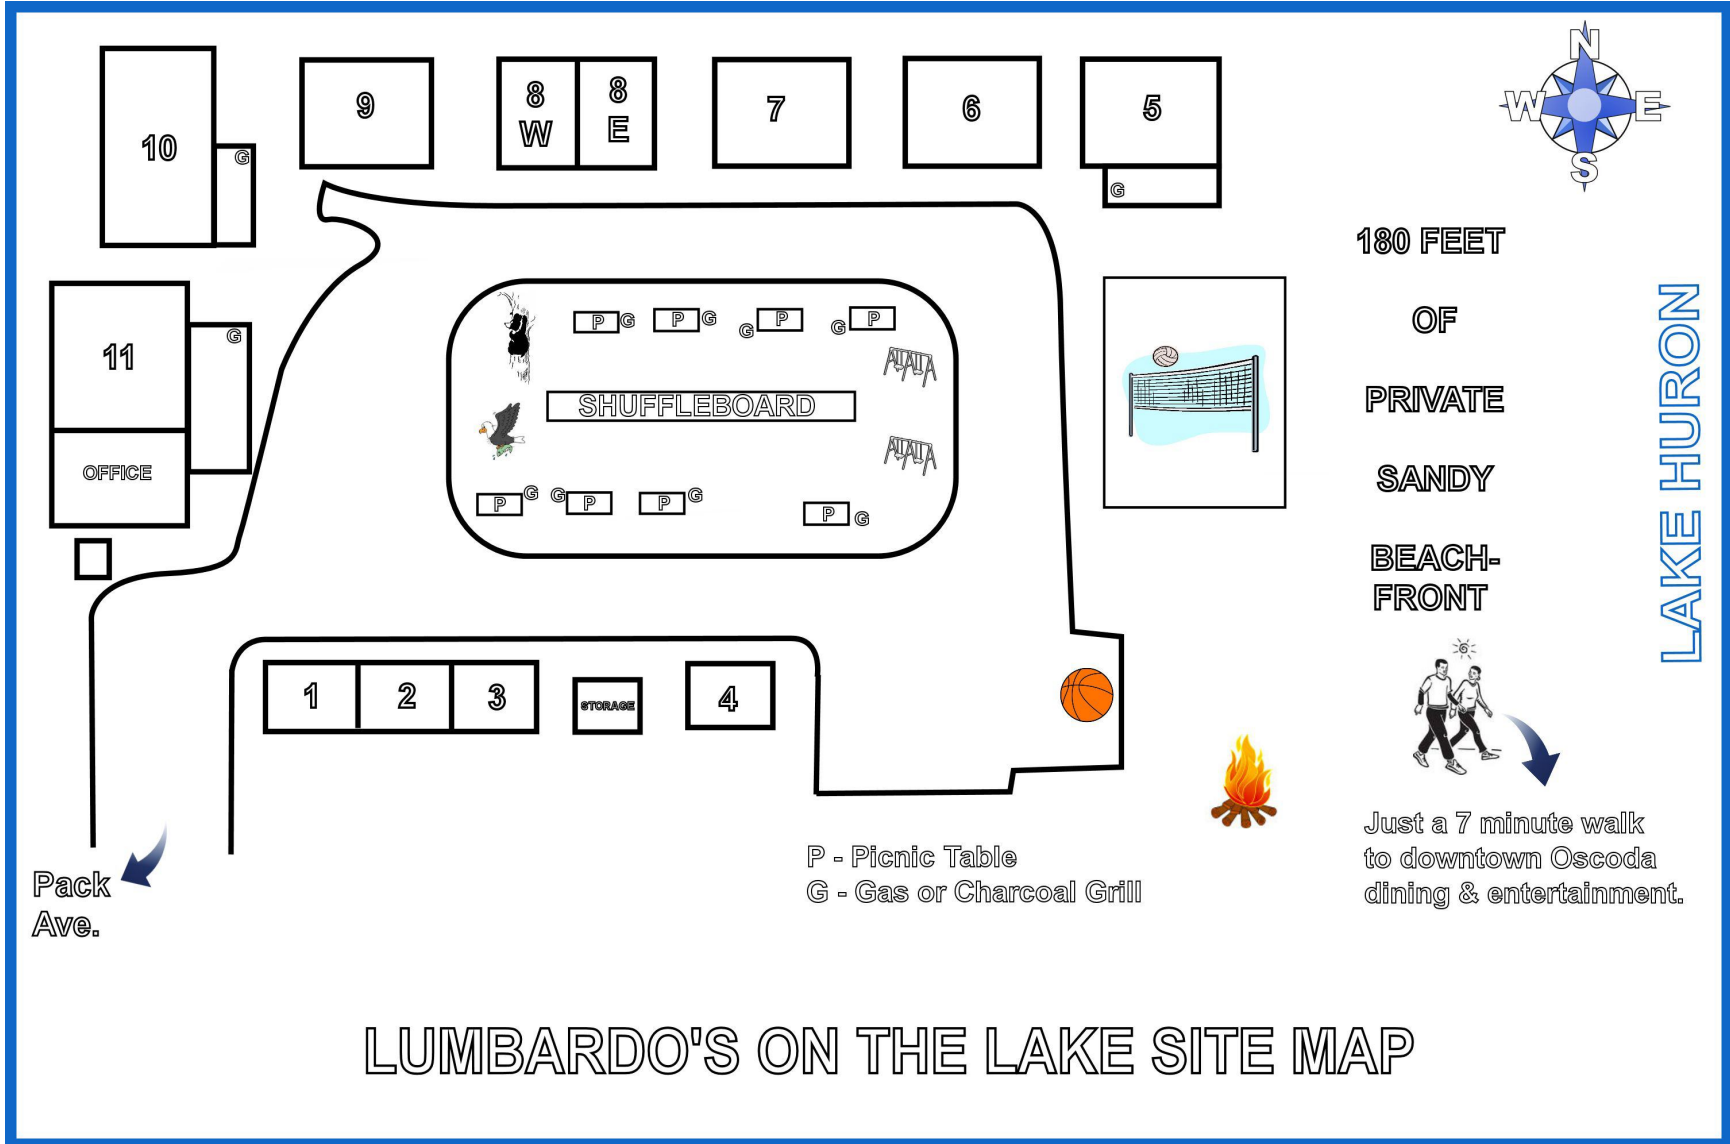 N
W
E
S
10
G
9
8
W
8
E
7
6
5
G
11
G
OFFICE
P
G
P
G
G
P
G
P
SHUFFLEBOARD
P
G
G
P
P
G
P
G
180 FEET
OF
PRIVATE
SANDY
BEACH-
FRONT
LAKE HURON
1
2
3
STORAGE
4
Pack
Ave.
P - Picnic Table
G - Gas or Charcoal Grill
Just a 7 minute walk
to downtown Oscoda
dining & entertainment.
LUMBARDO'S ON THE LAKE SITE MAP